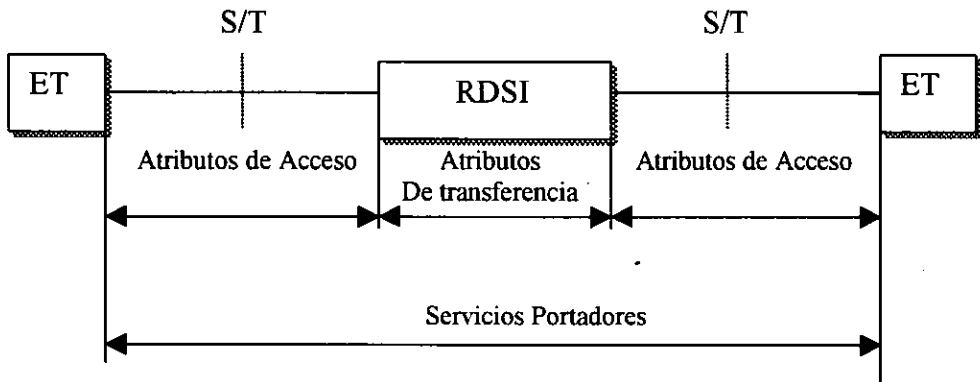 S/T
S/T
ET
RDSI
ET
Atributos de Acceso
Atributos
De transferencia
Atributos de Acceso
Servicios Portadores